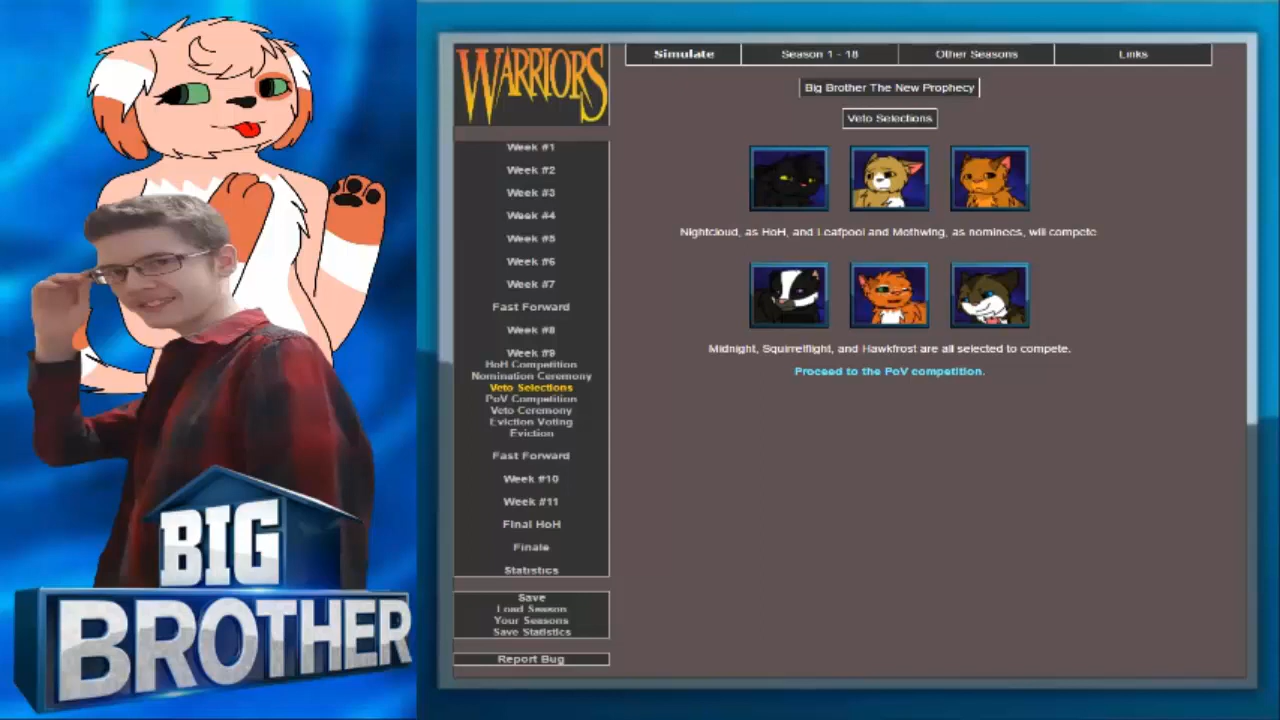 WARRIORS
Simulate
Season 1 - 18
Other Seasons
Links
Big Brother The New Prophecy
Veto Selections
Week #1
Week #2
Week #3
Week #4
Week #5
Week #6
Week #7
Fast Forward
Week #8
Week #9
HoH Competition
Nomination Ceremony
Veto Selections
PoV Competition
Veto Ceremony
Eviction Voting
Eviction
Fast Forward
Week #10
Week #11
Final HoH
Finale
Statistics
Save
Load Season
Your Seasons
Save Statistics
Report Bug
Nightcloud, as HoH, and Leafpool and Mothwing, as nominees, will compete
Midnight, Squirrelflight, and Hawkfrost are all selected to compete.
Proceed to the PoV competition.
BIG
BROTHER